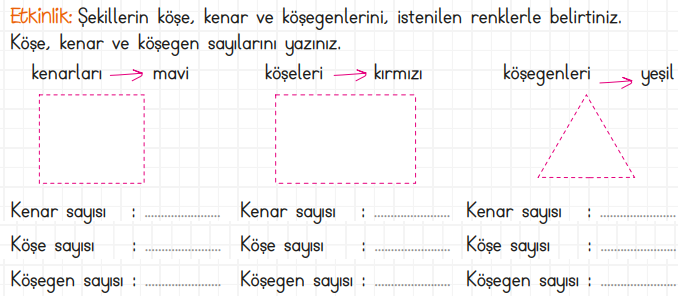 Etkinlik: Şekillerin köşe, kenar ve köşegenlerini, istenilen renklerle belirtiniz.
Köşe, kenar ve köşegen sayılarını yazınız.
kenarları → mavi köşeleri → kırmızı köşegenleri → yeşil
Kenar sayısı : ........................ Kenar sayısı : ........................ Kenar sayısı : ........................
Köşe sayısı : ........................ Köşe sayısı : ........................ Köşe sayısı : ........................
Köşegen sayısı : ........................ Köşegen sayısı : ........................ Köşegen sayısı : ........................